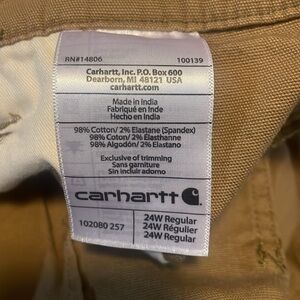 RN#14806 100139
Carhartt, Inc. P.O. Box 600
Dearborn, MI 48121 USA
carhartt.com
Made in India
Fabriqué en Inde
Hecho en India
98% Cotton/ 2% Elastane (Spandex)
98% Coton/ 2% Élasthanne
98% Algodón/ 2% Elastano
Exclusive of trimming
Sans garniture
Sin incluir adorno
carhartt
102080 257
24W Regular
24W Régulier
24W Regular